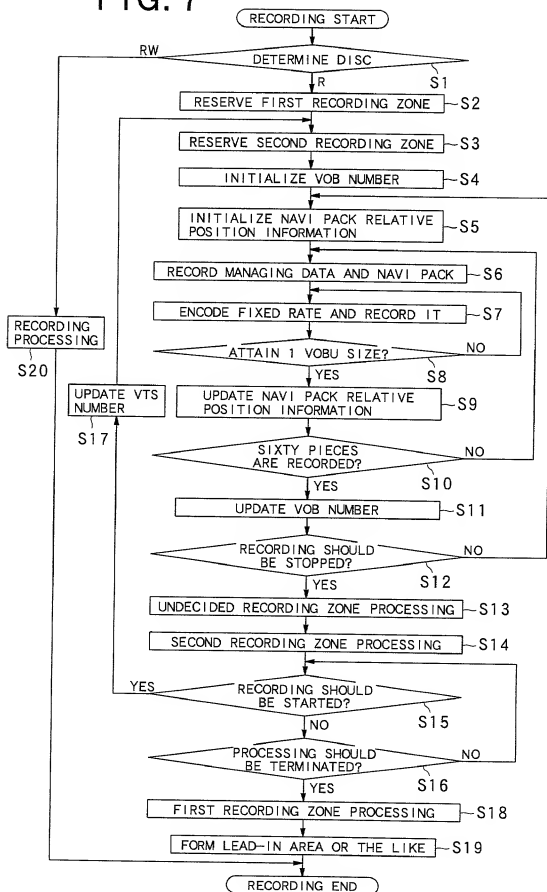 FIG. 7
RECORDING START
RW
DETERMINE DISC
S1
R
RESERVE FIRST RECORDING ZONE
S2
RESERVE SECOND RECORDING ZONE
S3
INITIALIZE VOB NUMBER
S4
INITIALIZE NAVI PACK RELATIVE
POSITION INFORMATION
S5
RECORD MANAGING DATA AND NAVI PACK
S6
ENCODE FIXED RATE AND RECORD IT
S7
RECORDING
PROCESSING
S20
ATTAIN 1 VOBU SIZE?
NO
S8
YES
UPDATE NAVI PACK RELATIVE
POSITION INFORMATION
S9
UPDATE VTS
NUMBER
S17
SIXTY PIECES
ARE RECORDED?
NO
S10
YES
UPDATE VOB NUMBER
S11
RECORDING SHOULD
BE STOPPED?
NO
S12
YES
UNDECIDED RECORDING ZONE PROCESSING
S13
SECOND RECORDING ZONE PROCESSING
S14
YES
RECORDING SHOULD
BE STARTED?
S15
NO
PROCESSING SHOULD
BE TERMINATED?
NO
S16
YES
FIRST RECORDING ZONE PROCESSING
S18
FORM LEAD-IN AREA OR THE LIKE
S19
RECORDING END